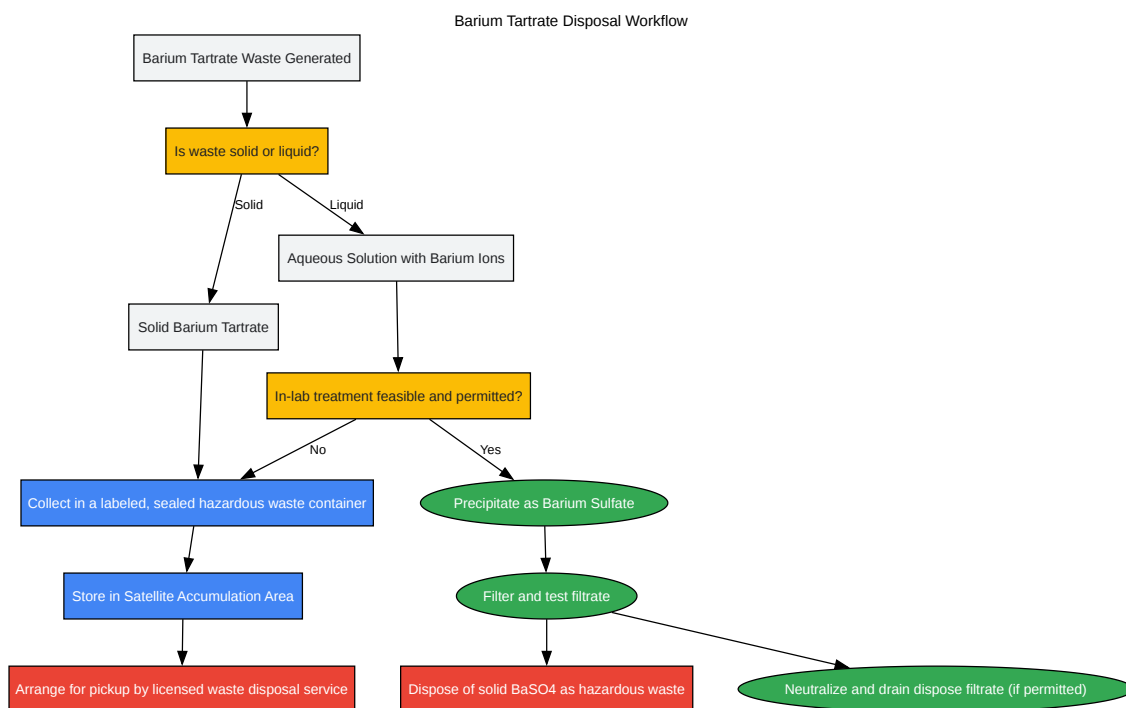 Barium Tartrate Disposal Workflow
Barium Tartrate Waste Generated
Is waste solid or liquid?
Solid
Liquid
Aqueous Solution with Barium Ions
Solid Barium Tartrate
In-lab treatment feasible and permitted?
No
Yes
Collect in a labeled, sealed hazardous waste container
Precipitate as Barium Sulfate
Store in Satellite Accumulation Area
Filter and test filtrate
Arrange for pickup by licensed waste disposal service
Dispose of solid BaSO4 as hazardous waste
Neutralize and drain dispose filtrate (if permitted)